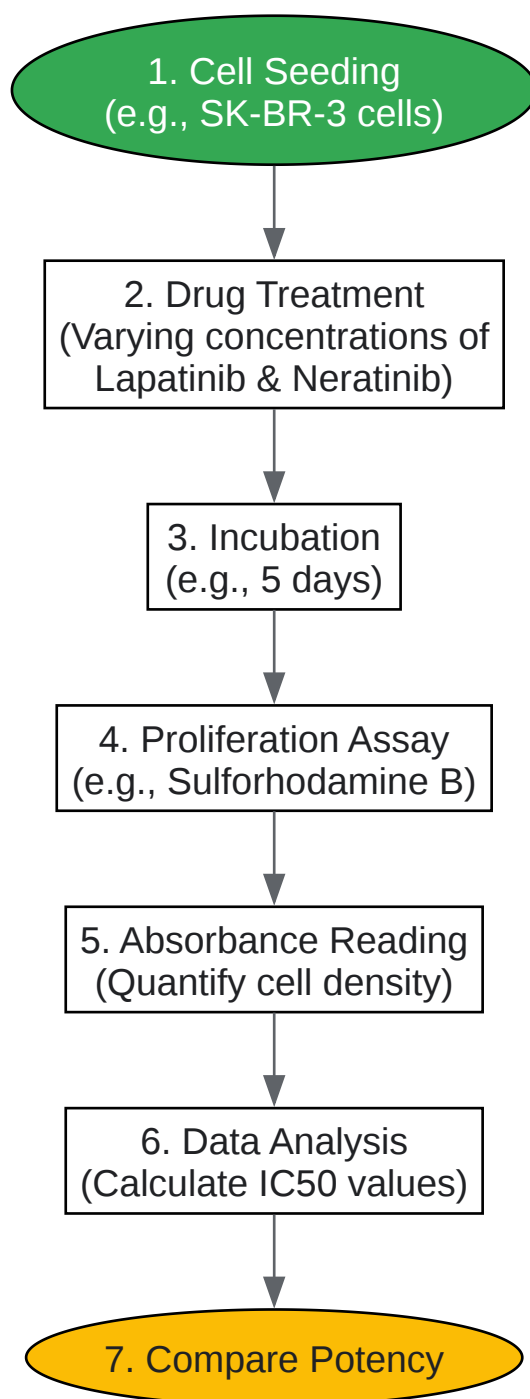 1. Cell Seeding
(e.g., SK-BR-3 cells)
2. Drug Treatment
(Varying concentrations of
Lapatinib & Neratinib)
3. Incubation
(e.g., 5 days)
4. Proliferation Assay
(e.g., Sulforhodamine B)
5. Absorbance Reading
(Quantify cell density)
6. Data Analysis
(Calculate IC50 values)
7. Compare Potency